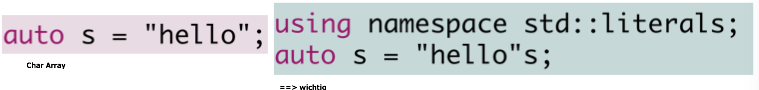 auto s = "hello";
Char Array
using namespace std::literals;
auto s = "hello"s;
==> wichtig